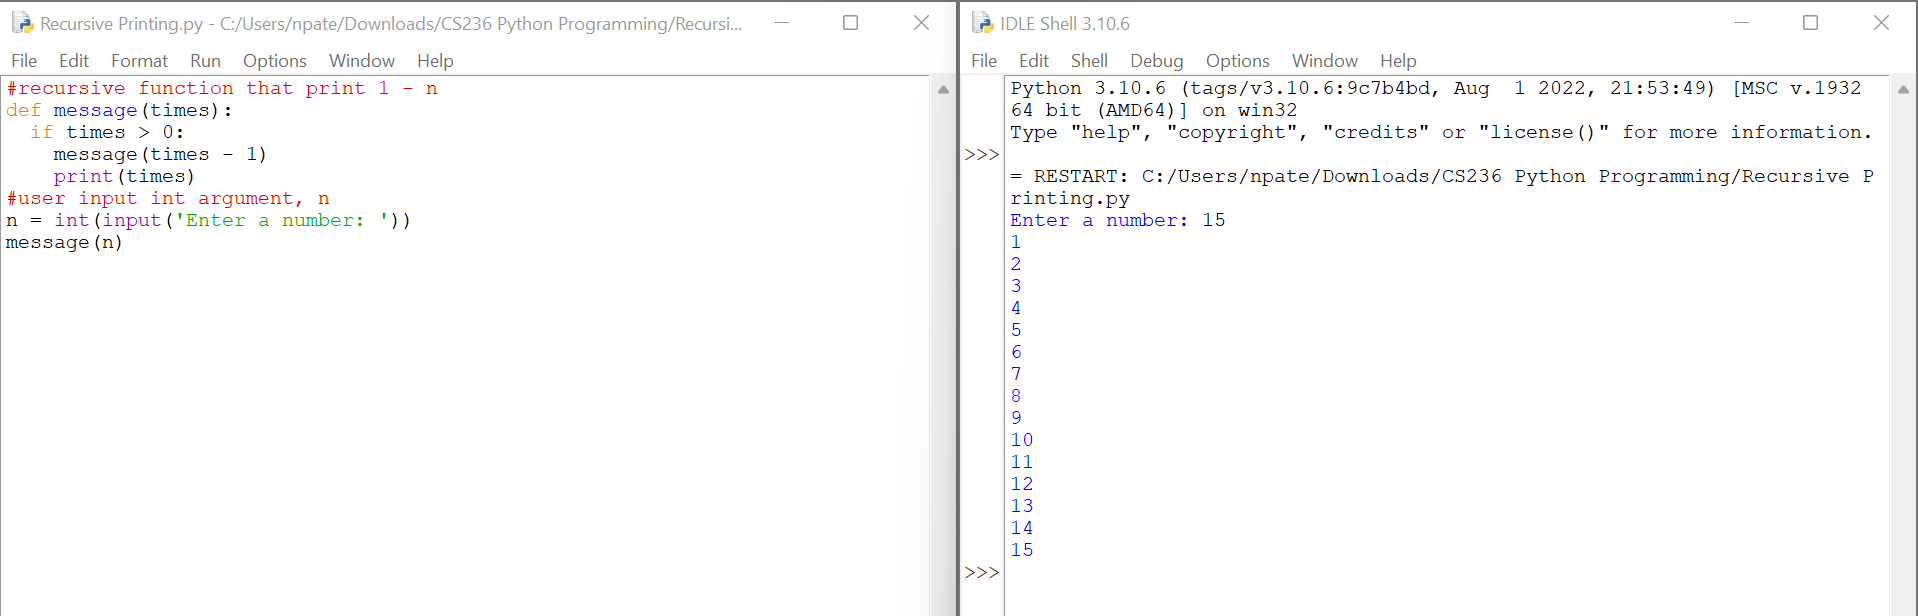 Recursive Printing.py - C:/Users/npate/Downloads/CS236 Python Programming/Recursi...
File Edit Format Run Options Window Help
#recursive function that print 1 - n
def message(times):
  if times > 0:
    message(times - 1)
    print(times)
#user input int argument, n
n = int(input('Enter a number: '))
message(n)
IDLE Shell 3.10.6
File Edit Shell Debug Options Window Help
Python 3.10.6 (tags/v3.10.6:9c7b4bd, Aug  1 2022, 21:53:49) [MSC v.1932
64 bit (AMD64)] on win32
Type "help", "copyright", "credits" or "license()" for more information.
>>>
= RESTART: C:/Users/npate/Downloads/CS236 Python Programming/Recursive P
rinting.py
Enter a number: 15
1
2
3
4
5
6
7
8
9
10
11
12
13
14
15
>>>